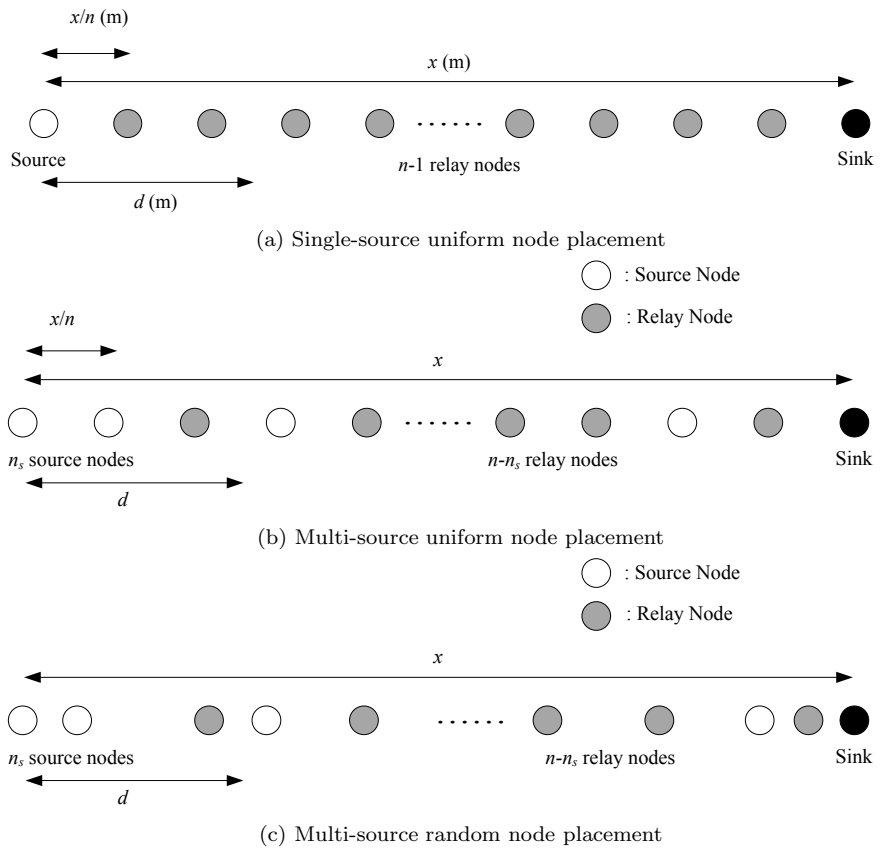 x/n (m)
x (m)
......
Source
n-1 relay nodes
Sink
d (m)
(a) Single-source uniform node placement
: Source Node
: Relay Node
x/n
x
......
n_s source nodes
n-n_s relay nodes
Sink
d
(b) Multi-source uniform node placement
: Source Node
: Relay Node
x
......
n_s source nodes
n-n_s relay nodes
Sink
d
(c) Multi-source random node placement